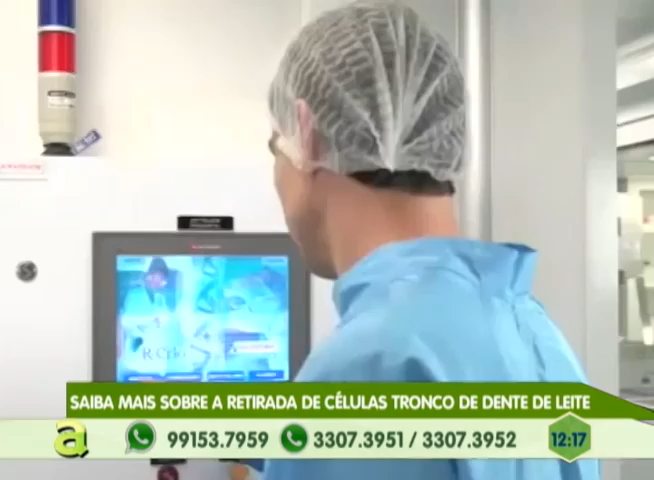 R-Crio
SAIBA MAIS SOBRE A RETIRADA DE CÉLULAS TRONCO DE DENTE DE LEITE
a
99153.7959
3307.3951 / 3307.3952
12:17